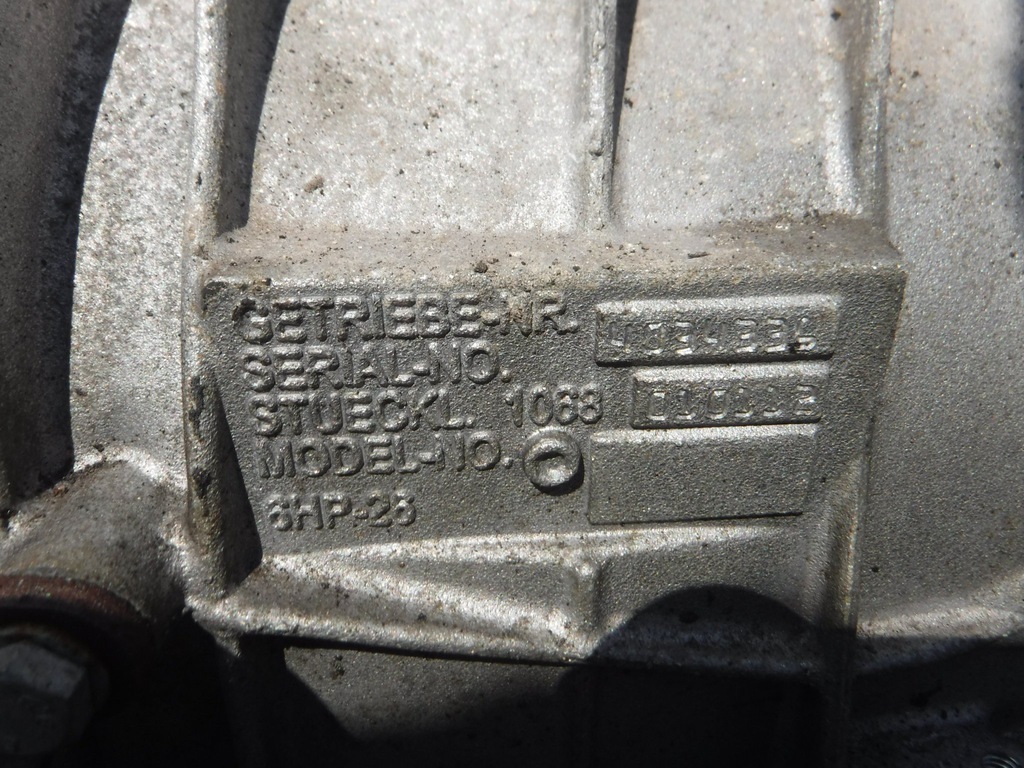 GETRIEBE-NR.
SERIAL-NO.
STUECKL. 1068
MODEL-NO.
6HP-26